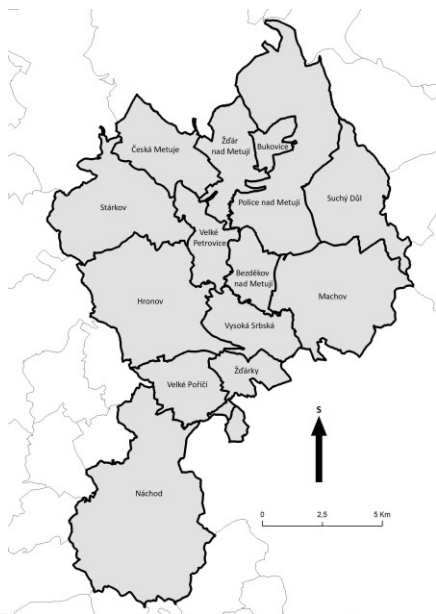 Česká Metuje
Žďár
nad Metují
Bukovice
Stárkov
Police nad Metují
Suchý Důl
Velké
Petrovice
Bezděkov
nad Metují
Hronov
Machov
Vysoká Srbská
Velké Poříčí
Žďárky
S
Náchod
0
2,5
5 Km